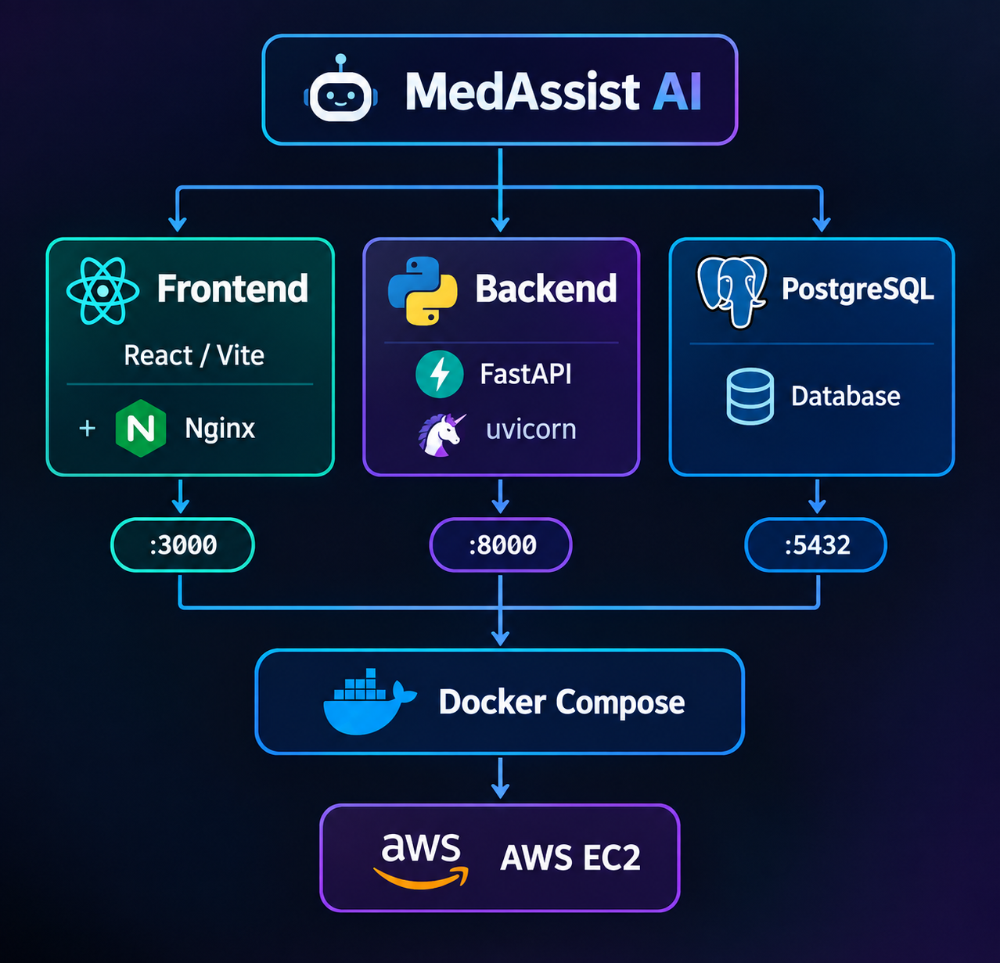 MedAssist AI
Frontend
React / Vite
+ N Nginx
Backend
FastAPI
uvicorn
PostgreSQL
Database
:3000
:8000
:5432
Docker Compose
aws AWS EC2